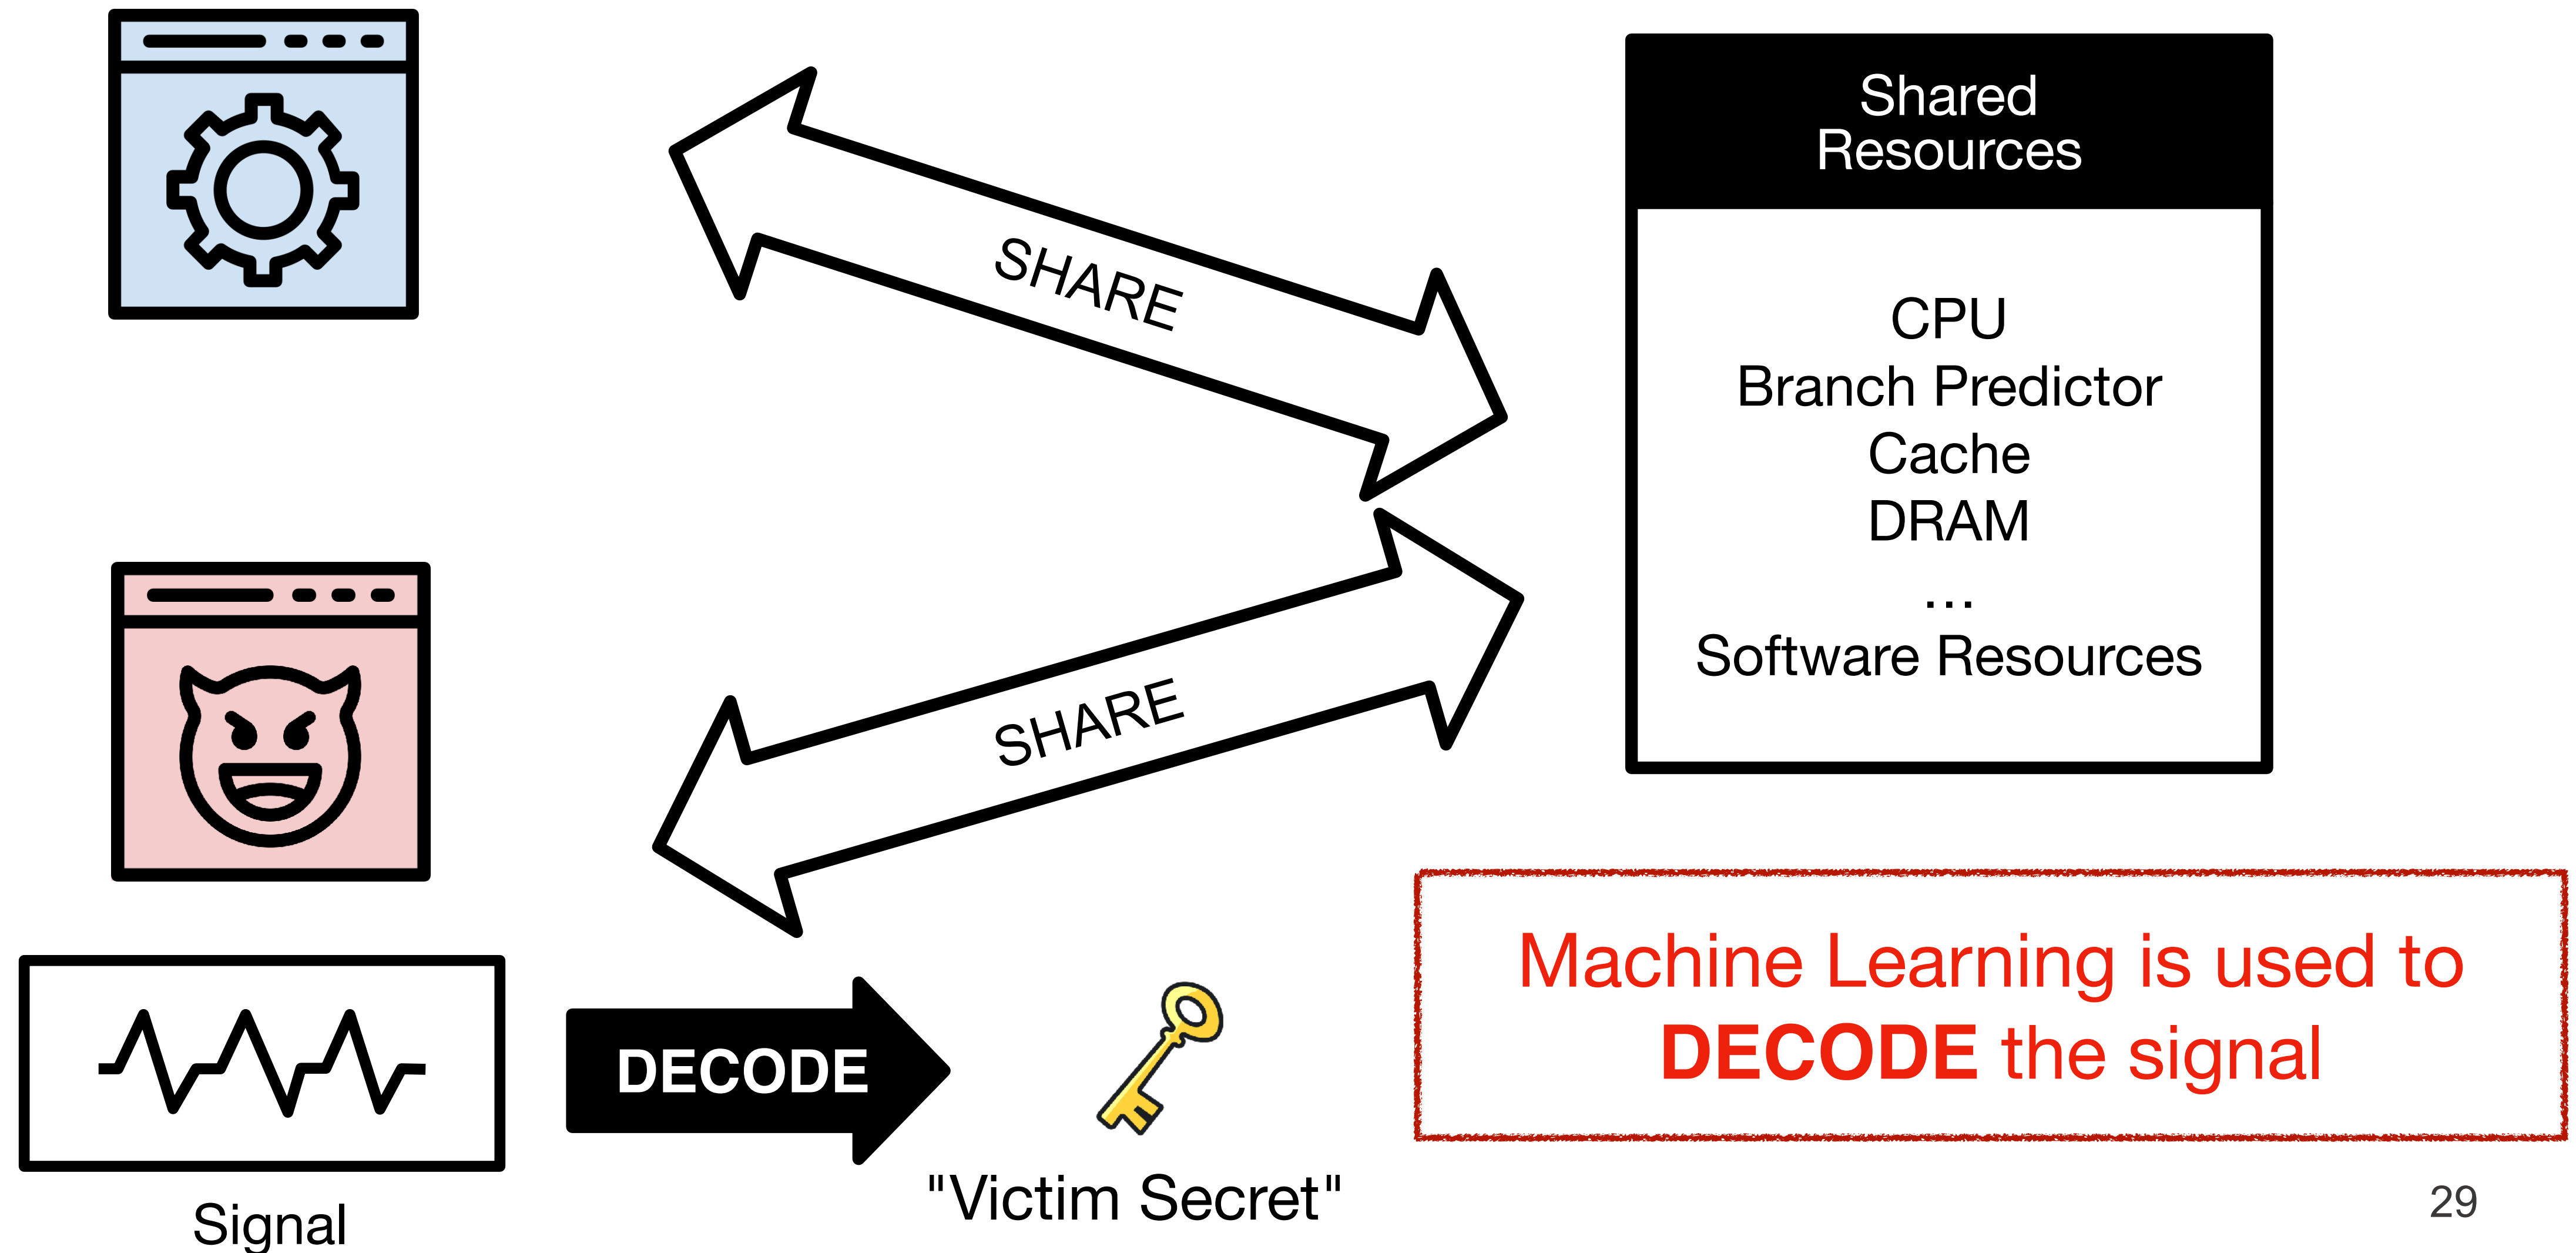 Shared
Resources
SHARE
CPU
Branch Predictor
Cache
DRAM
...
Software Resources
SHARE
Machine Learning is used to
DECODE the signal
DECODE
"Victim Secret"
Signal
29